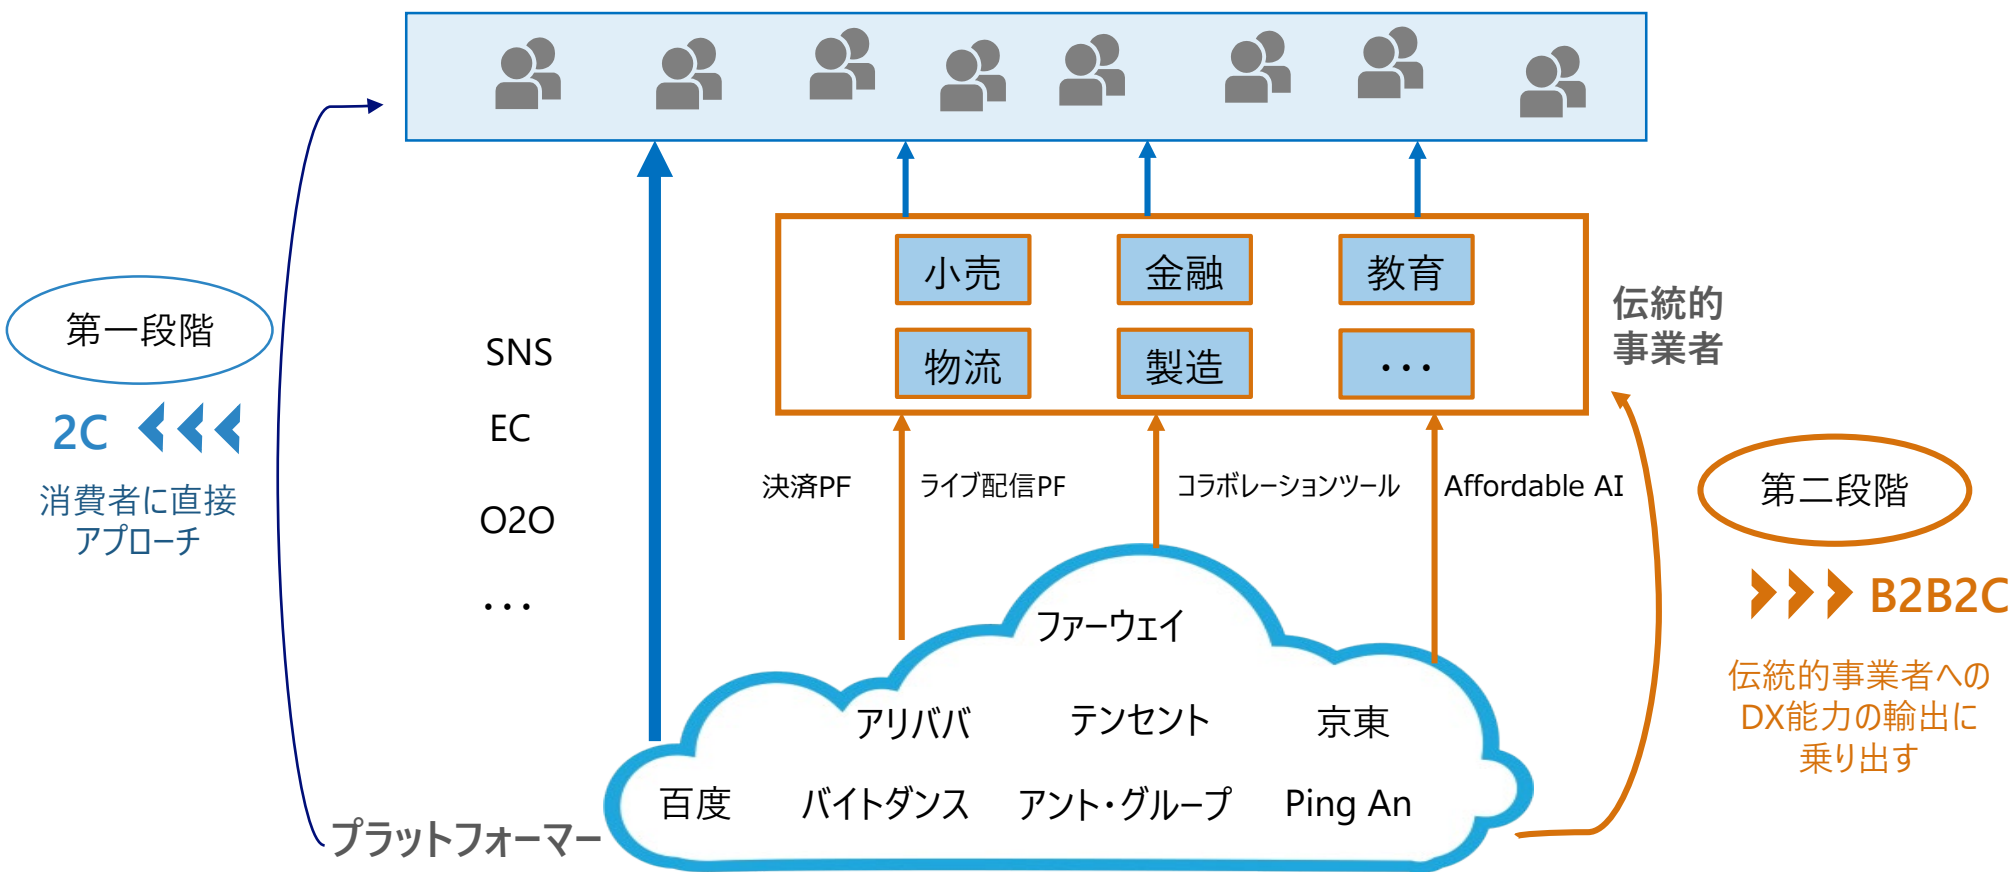 第一段階
2C
消費者に直接
アプローチ
SNS
EC
O2O
・・・
小売
金融
教育
物流
製造
・・・
伝統的
事業者
決済PF
ライブ配信PF
コラボレーションツール
Affordable AI
第二段階
B2B2C
伝統的事業者への
DX能力の輸出に
乗り出す
ファーウェイ
アリババ
テンセント
京東
百度
バイトダンス
アント・グループ
Ping An
プラットフォーマー